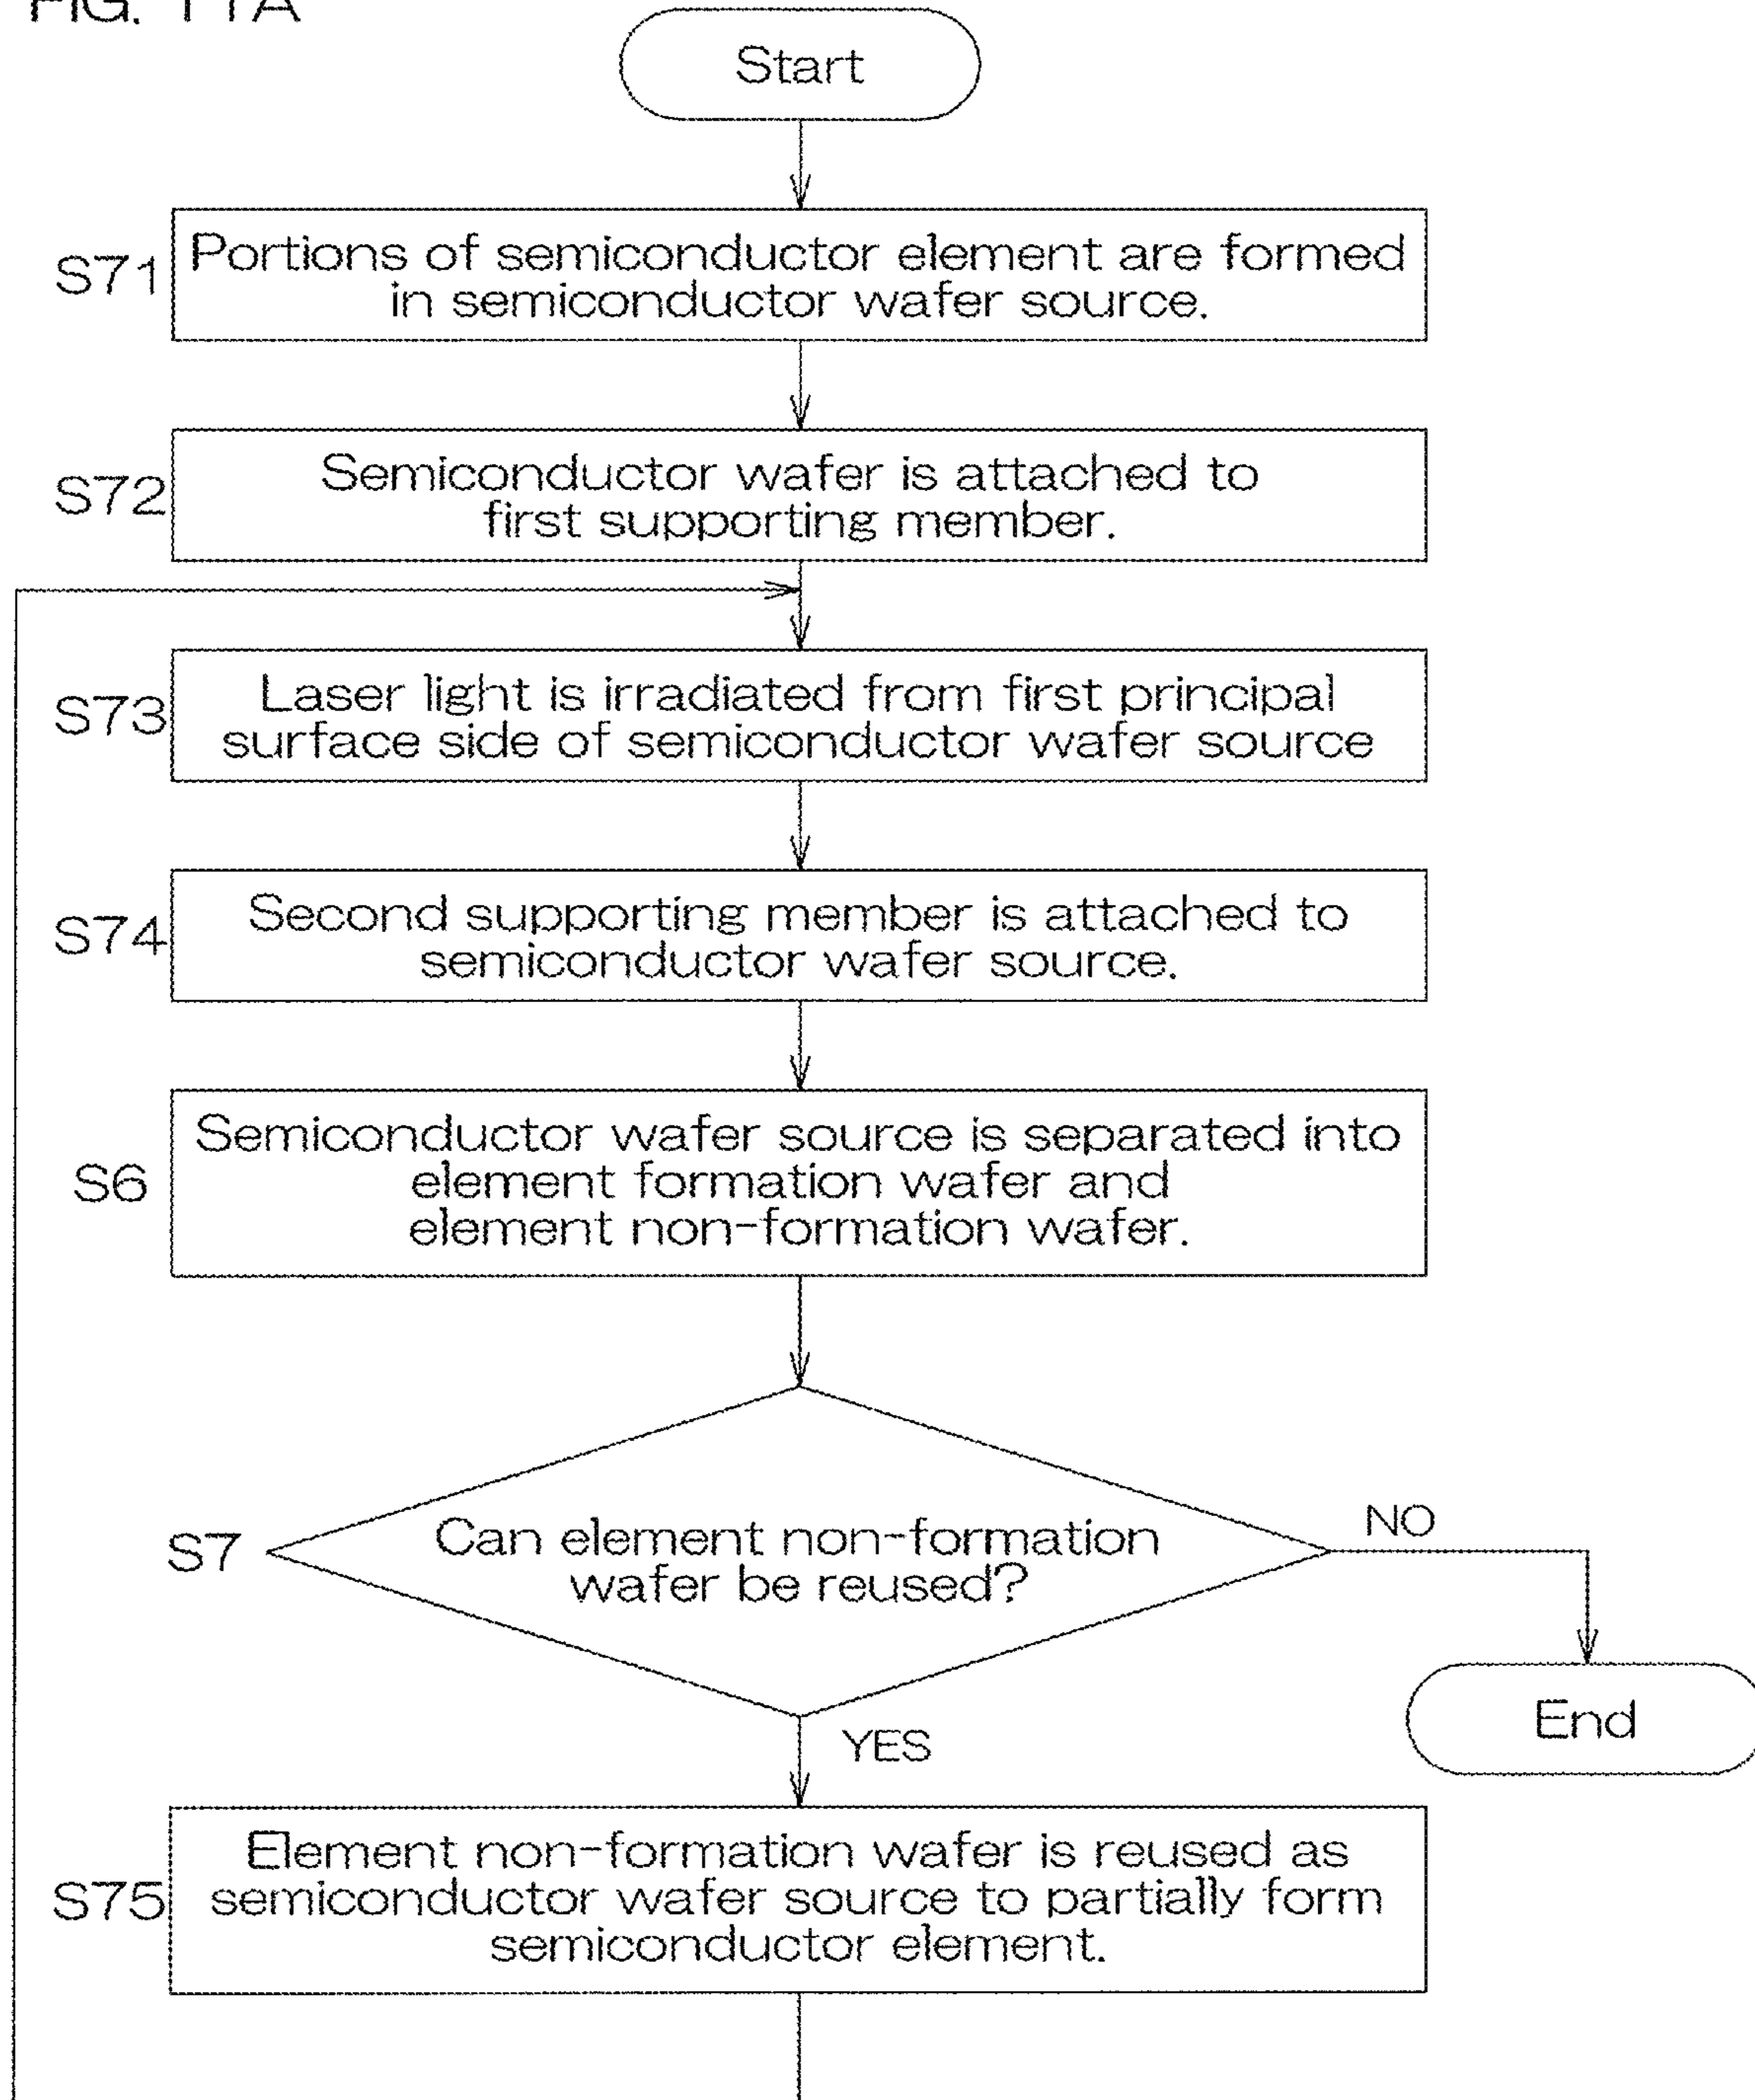 FIG. 11A
Start
S71
Portions of semiconductor element are formed
in semiconductor wafer source.
S72
Semiconductor wafer is attached to
first supporting member.
S73
Laser light is irradiated from first principal
surface side of semiconductor wafer source
S74
Second supporting member is attached to
semiconductor wafer source.
S6
Semiconductor wafer source is separated into
element formation wafer and
element non-formation wafer.
S7
Can element non-formation
wafer be reused?
NO
End
YES
S75
Element non-formation wafer is reused as
semiconductor wafer source to partially form
semiconductor element.